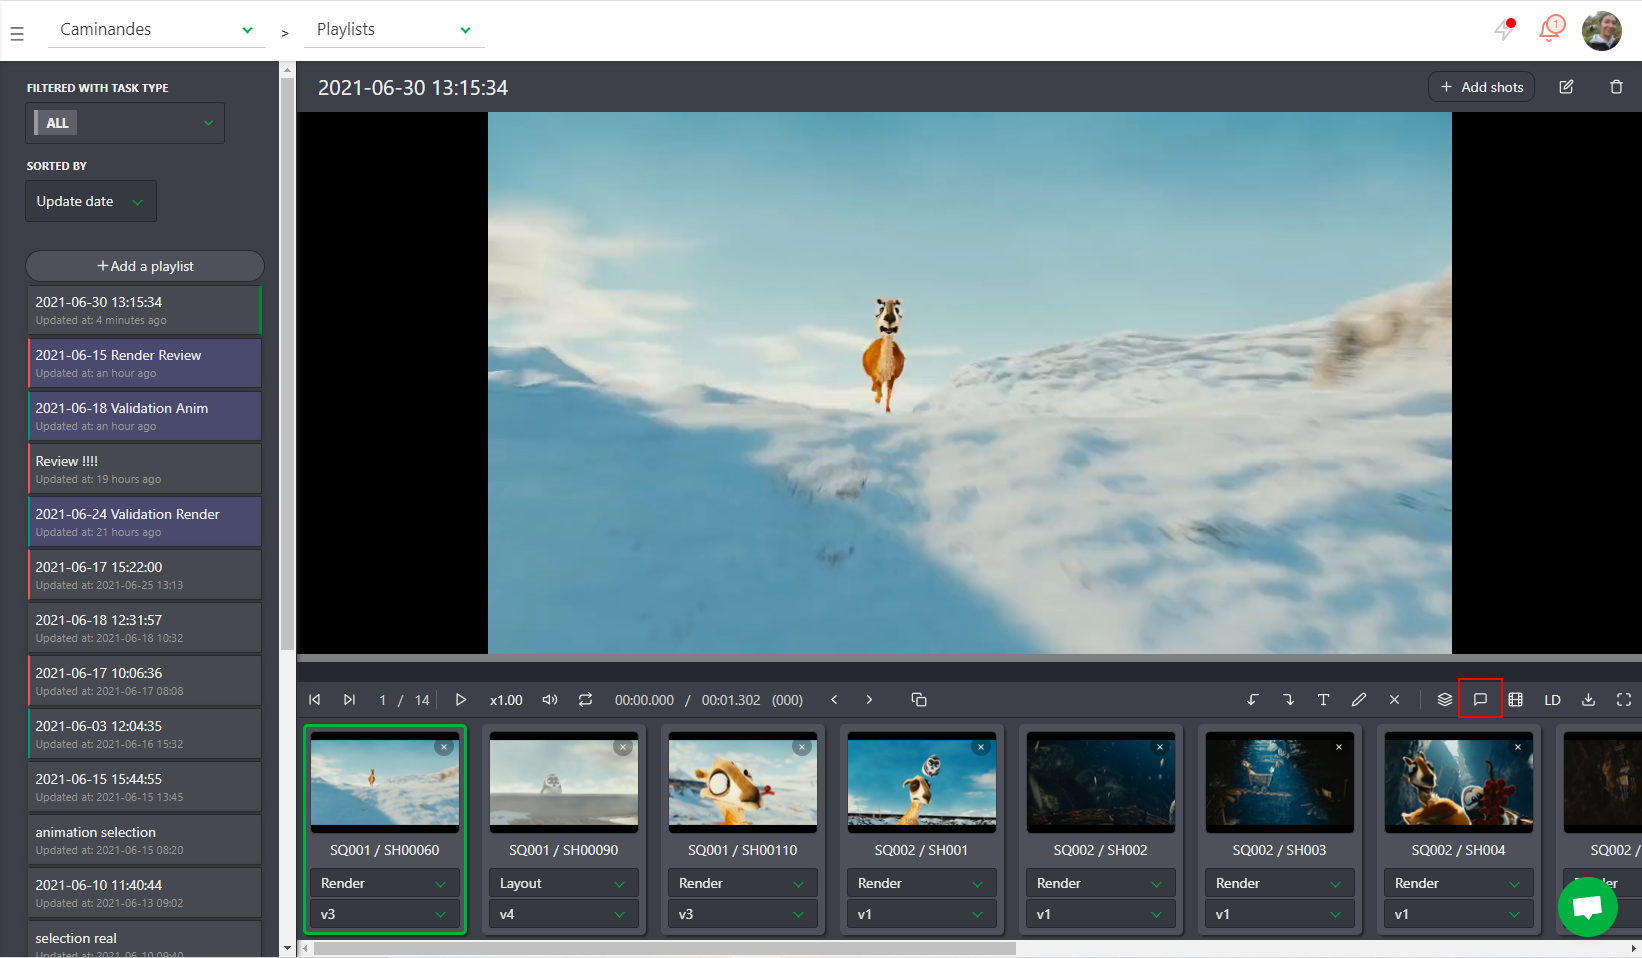 Caminandes
>
Playlists
1
FILTERED WITH TASK TYPE
ALL
SORTED BY
Update date
+ Add a playlist
2021-06-30 13:15:34
Updated at: 4 minutes ago
2021-06-15 Render Review
Updated at: an hour ago
2021-06-18 Validation Anim
Updated at: an hour ago
Review !!!!
Updated at: 19 hours ago
2021-06-24 Validation Render
Updated at: 21 hours ago
2021-06-17 15:22:00
Updated at: 2021-06-25 13:13
2021-06-18 12:31:57
Updated at: 2021-06-18 10:32
2021-06-17 10:06:36
Updated at: 2021-06-17 08:08
2021-06-03 12:04:35
Updated at: 2021-06-16 15:32
2021-06-15 15:44:55
Updated at: 2021-06-15 13:45
animation selection
Updated at: 2021-06-15 08:20
2021-06-10 11:40:44
Updated at: 2021-06-13 09:02
selection real
Updated at: 2021-06-10 09:40
2021-06-30 13:15:34
+ Add shots
1 / 14 x1.00 00:00.000 / 00:01.302 (000) LD
SQ001 / SH00060
Render
v3
SQ001 / SH00090
Layout
v4
SQ001 / SH00110
Render
v3
SQ002 / SH001
Render
v1
SQ002 / SH002
Render
v1
SQ002 / SH003
Render
v1
SQ002 / SH004
Render
v1
SQ002 /